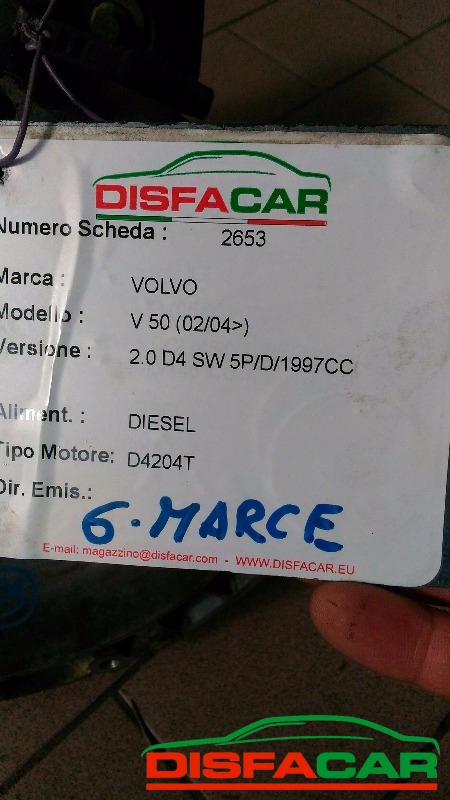 DISFACAR
Numero Scheda : 2653
Marca : VOLVO
Modello : V 50 (02/04>)
Versione : 2.0 D4 SW 5P/D/1997CC
Aliment. : DIESEL
Tipo Motore: D4204T
Dir. Emis.:
6-MARCE
E-mail: magazzino@disfacar.com - WWW.DISFACAR.EU
DISFACAR